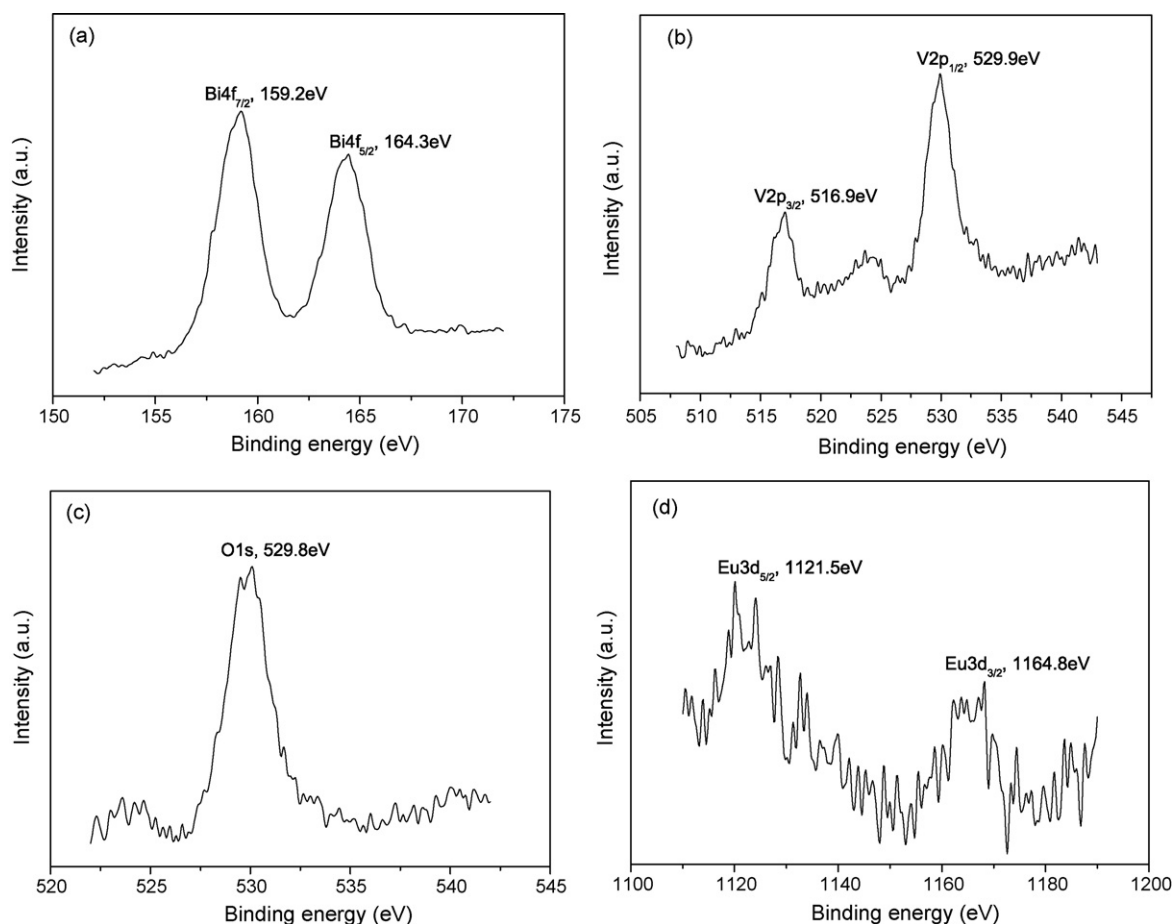 (a)
Bi4f7/2, 159.2eV
Bi4f5/2, 164.3eV
Intensity (a.u.)
150 155 160 165 170 175
Binding energy (eV)
(b)
V2p1/2, 529.9eV
V2p3/2, 516.9eV
Intensity (a.u.)
505 510 515 520 525 530 535 540 545
Binding energy (eV)
(c)
O1s, 529.8eV
Intensity (a.u.)
520 525 530 535 540 545
Binding energy (eV)
(d)
Eu3d5/2, 1121.5eV
Eu3d3/2, 1164.8eV
Intensity (a.u.)
1100 1120 1140 1160 1180 1200
Binding energy (eV)